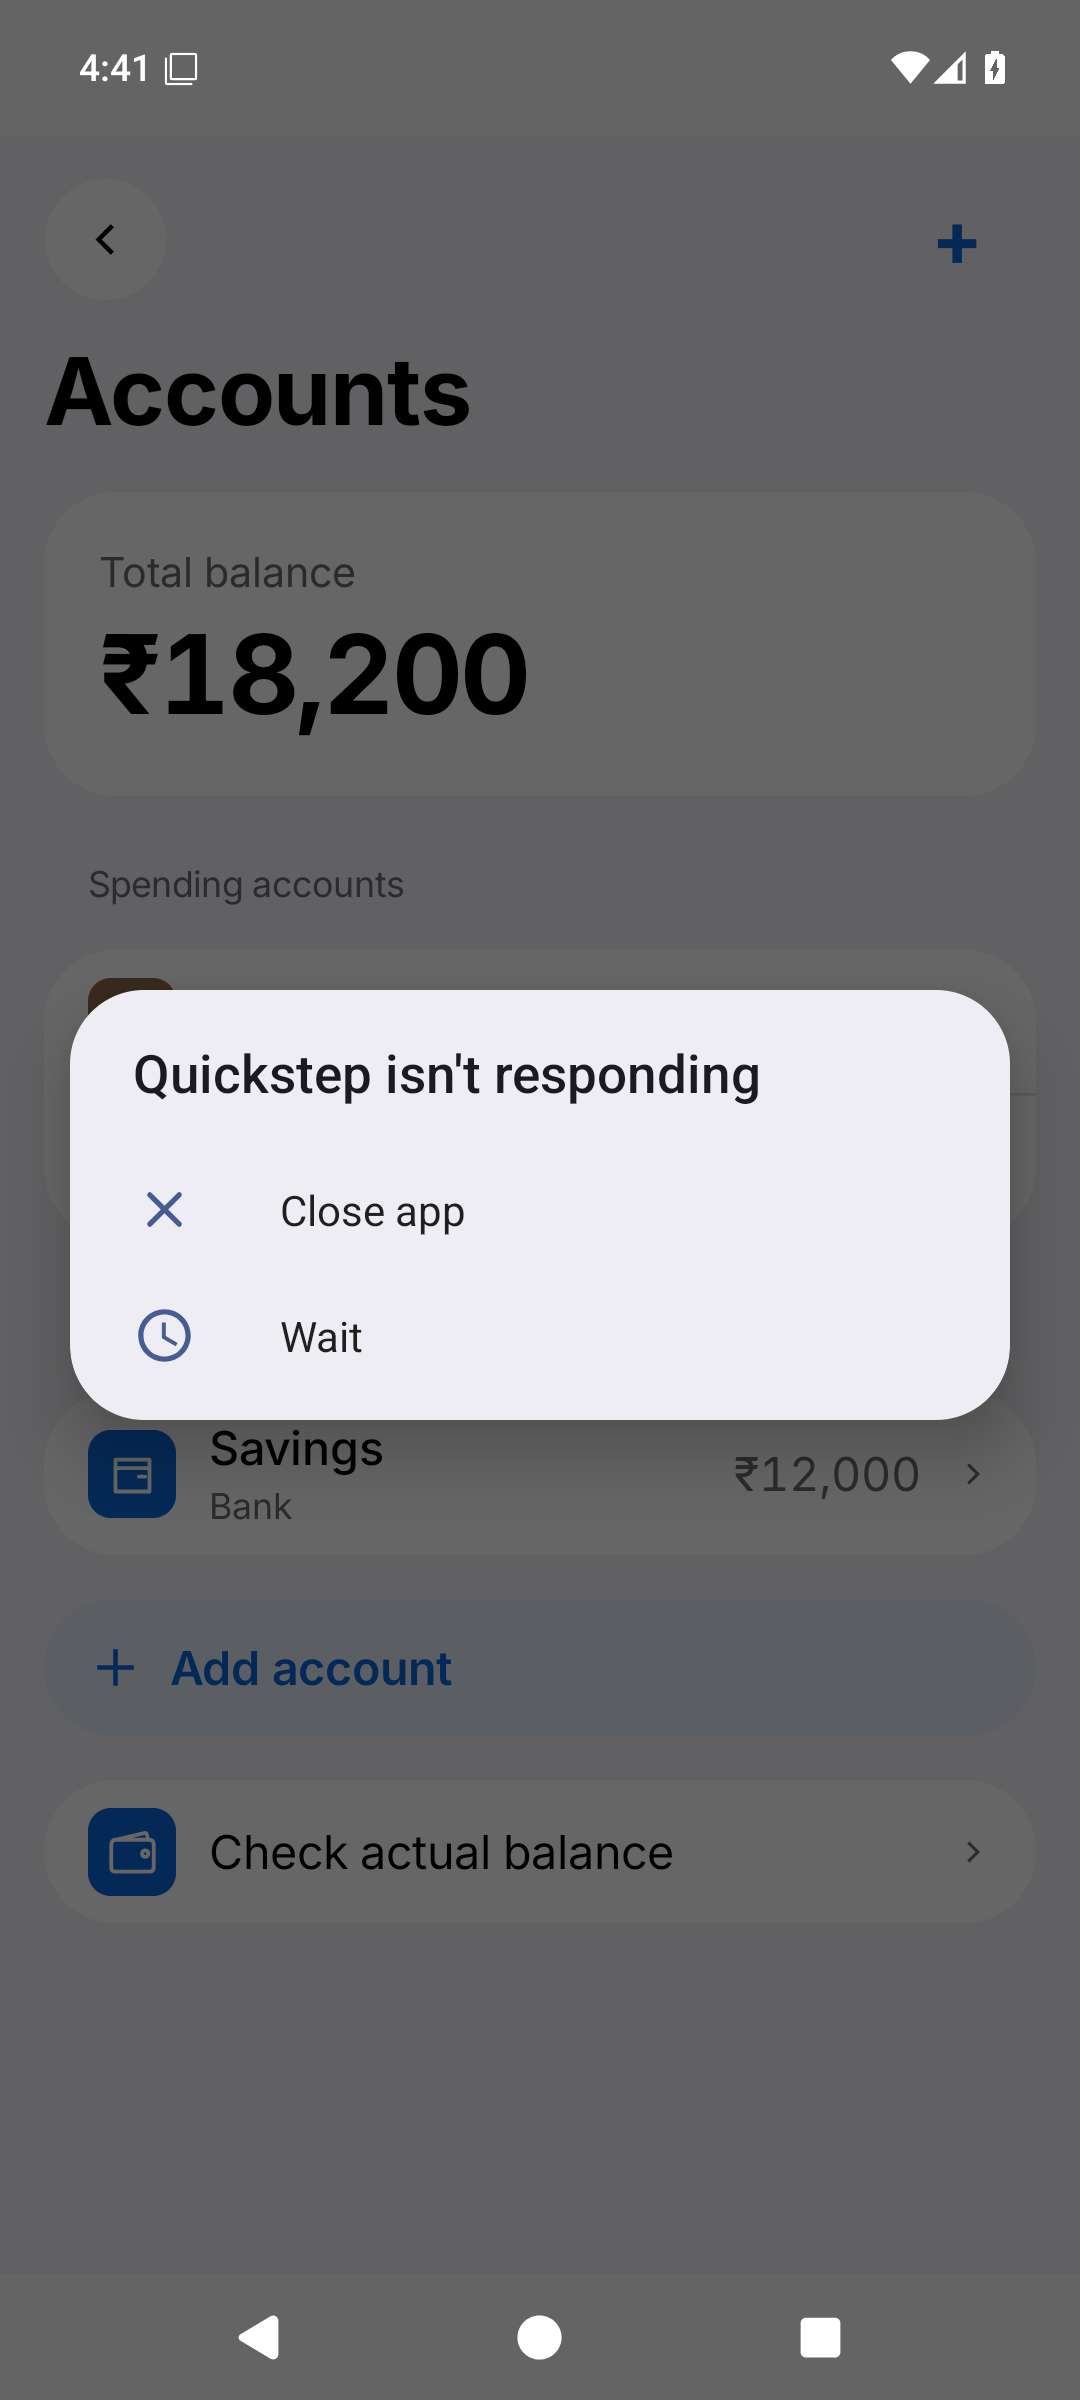 4:41
Accounts
Total balance
₹18,200
Spending accounts
Quickstep isn't responding
Close app
Wait
Savings
Bank
₹12,000
Add account
Check actual balance